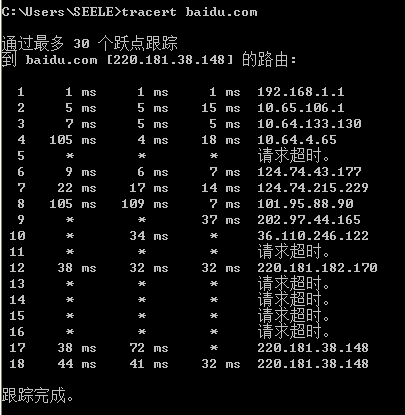 C:\Users\SEELE>tracert baidu.com
通过最多 30 个跃点跟踪
到 baidu.com [220.181.38.148] 的路由:
1 1 ms 1 ms 1 ms 192.168.1.1
2 5 ms 5 ms 15 ms 10.65.106.1
3 7 ms 5 ms 5 ms 10.64.133.130
4 105 ms 4 ms 18 ms 10.64.4.65
5 * * * 请求超时。
6 9 ms 6 ms 7 ms 124.74.43.177
7 22 ms 17 ms 14 ms 124.74.215.229
8 105 ms 109 ms 7 ms 101.95.88.90
9 * * 37 ms 202.97.44.165
10 * 34 ms * 36.110.246.122
11 * * * 请求超时。
12 38 ms 32 ms 32 ms 220.181.182.170
13 * * * 请求超时。
14 * * * 请求超时。
15 * * * 请求超时。
16 * * * 请求超时。
17 38 ms 72 ms * 220.181.38.148
18 44 ms 41 ms 32 ms 220.181.38.148
跟踪完成。